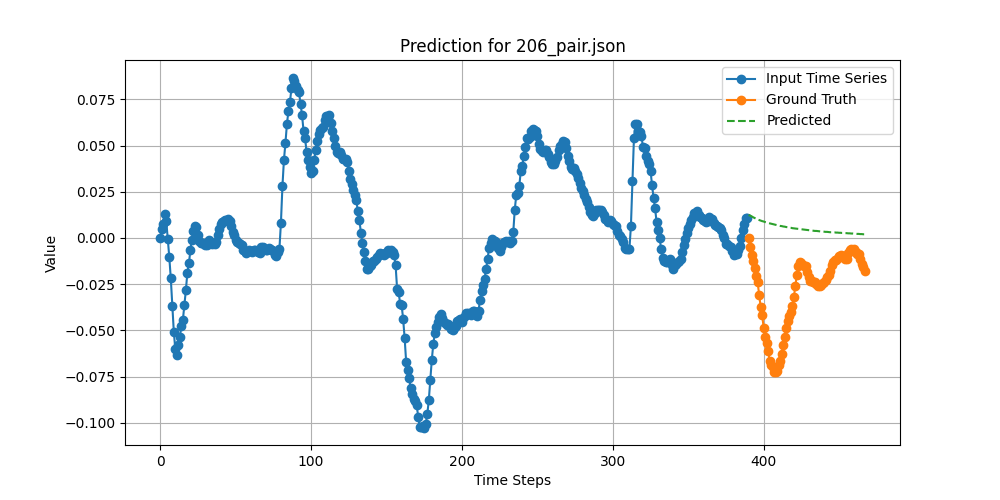 Prediction for 206_pair.json
Input Time Series
Ground Truth
Predicted
0.075
0.050
0.025
0.000
−0.025
−0.050
−0.075
−0.100
Value
0 100 200 300 400
Time Steps